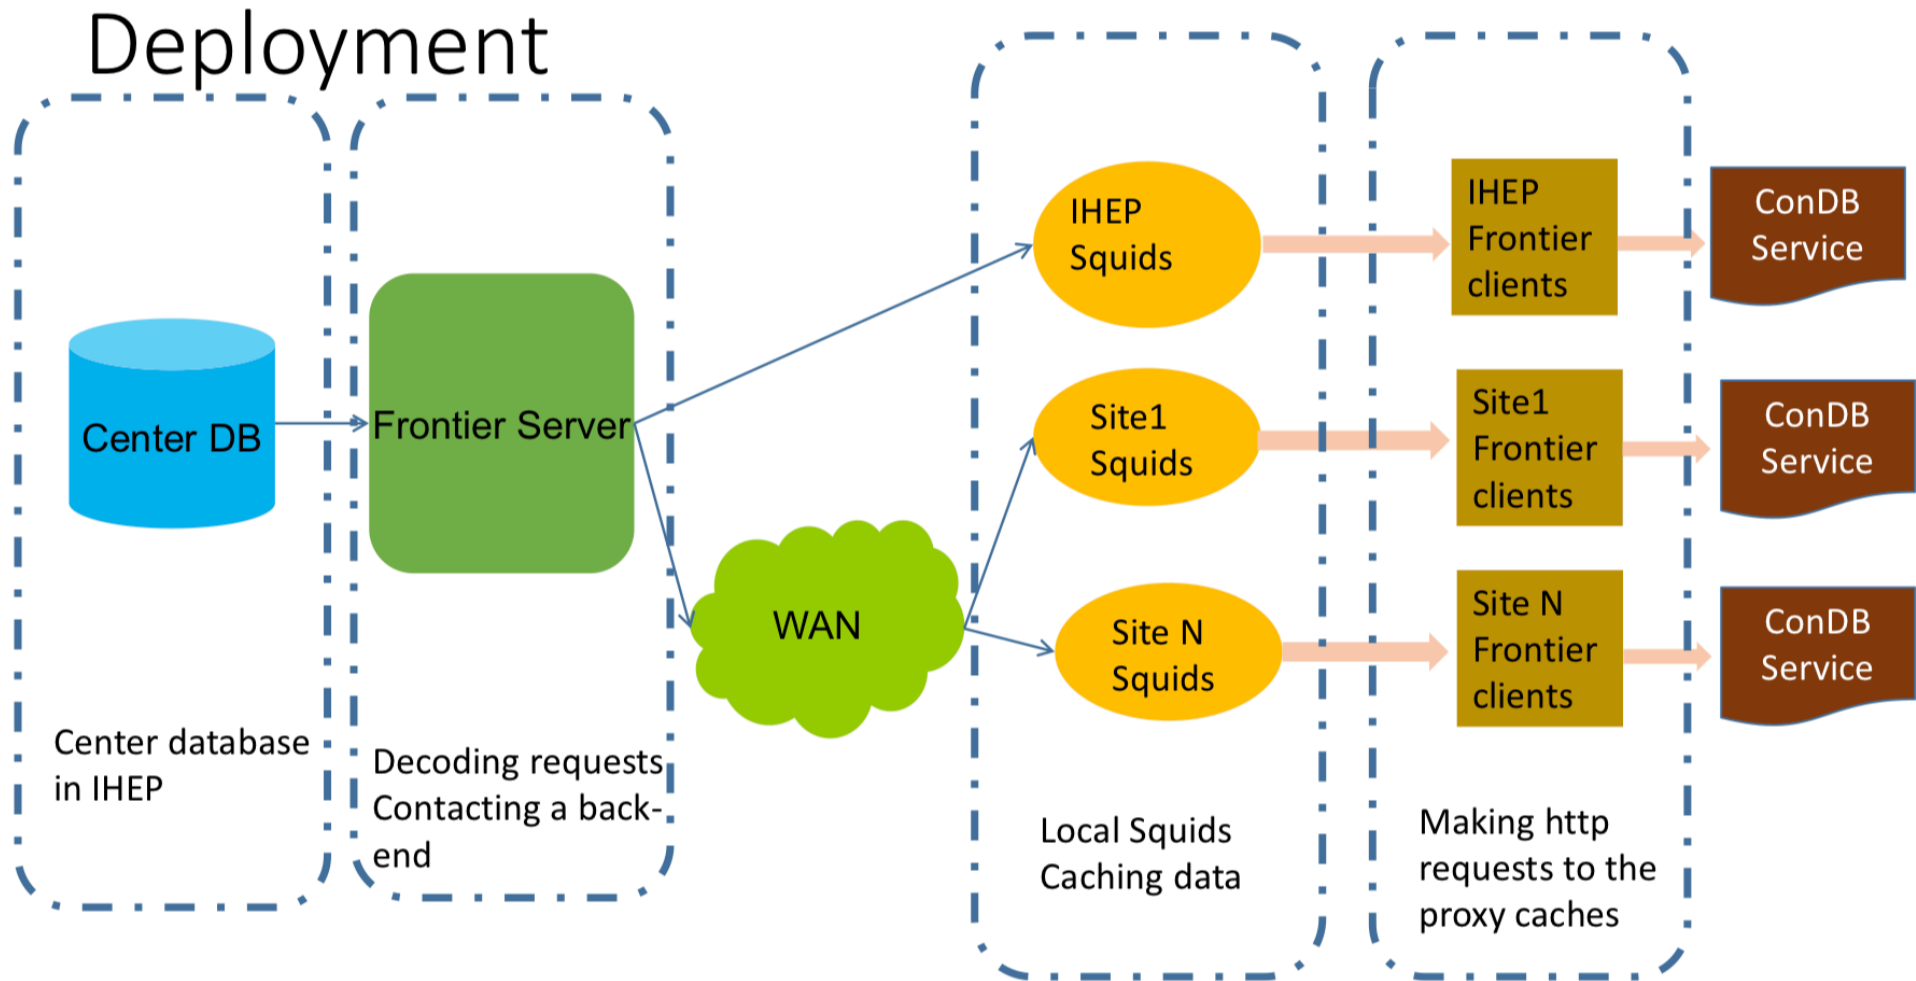 Deployment
Center DB
Center database
in IHEP
Frontier Server
Decoding requests
Contacting a back-
end
WAN
IHEP
Squids
Site1
Squids
Site N
Squids
Local Squids
Caching data
IHEP
Frontier
clients
Site1
Frontier
clients
Site N
Frontier
clients
Making http
requests to the
proxy caches
ConDB
Service
ConDB
Service
ConDB
Service